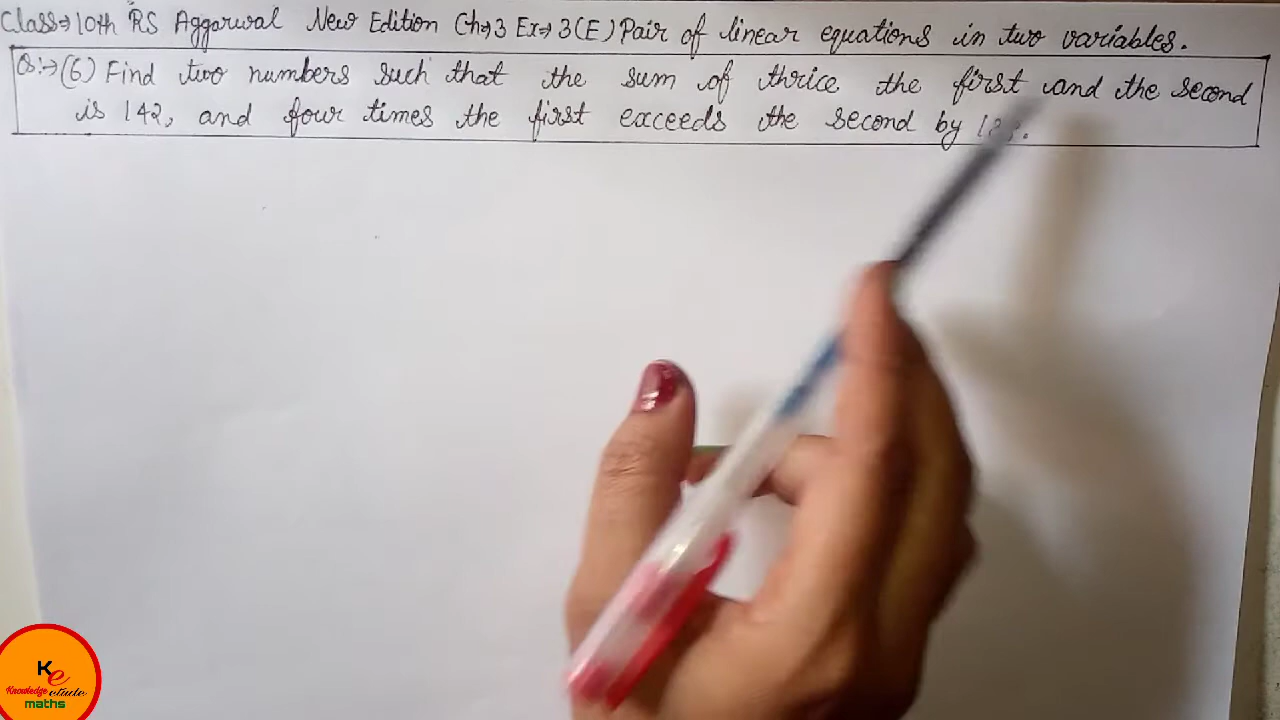 Class→10th RS Aggarwal New Edition Ch→3 Ex→3(E) Pair of linear equations in two variables.
Q:→(6) Find two numbers such that the sum of thrice the first and the second
is 142, and four times the first exceeds the second by
Ke
Knowledge etiude
maths